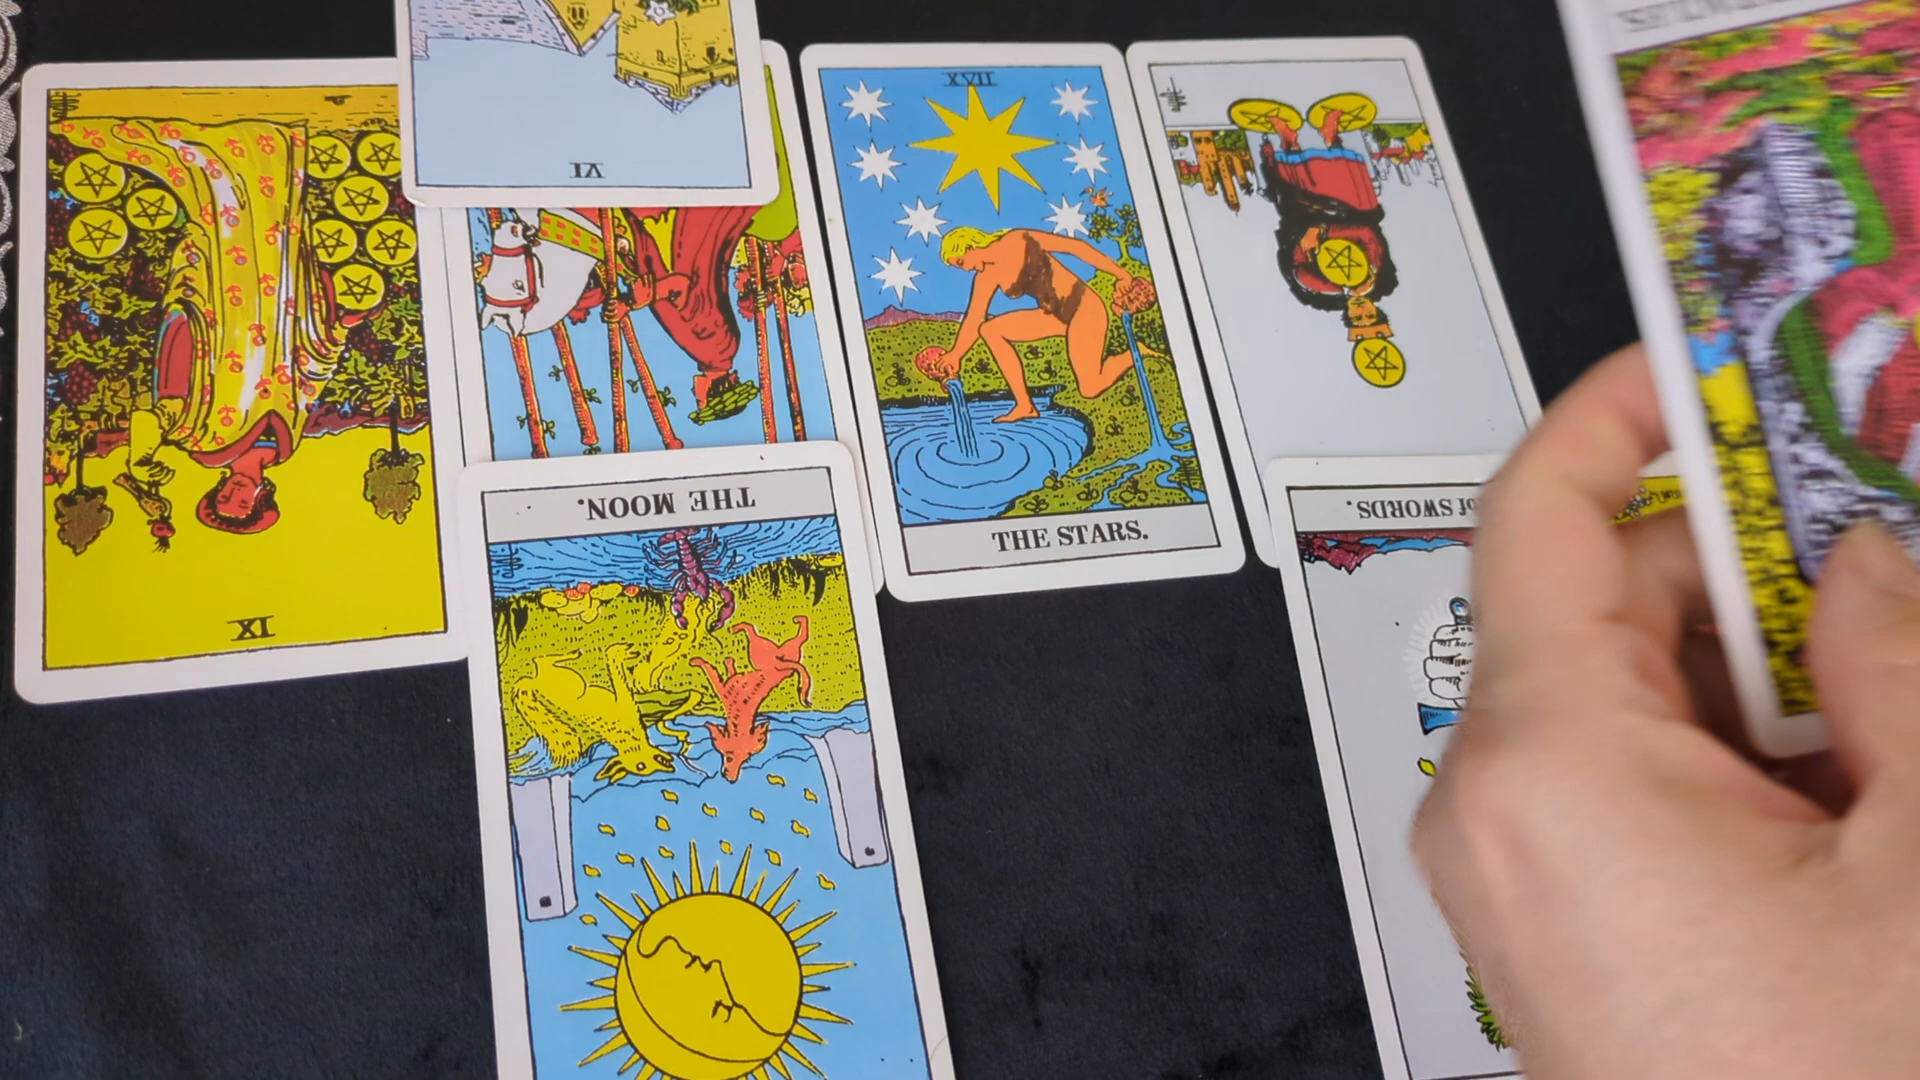 VI
XVII
IX
THE MOON.
THE STARS.
of SWORDS.